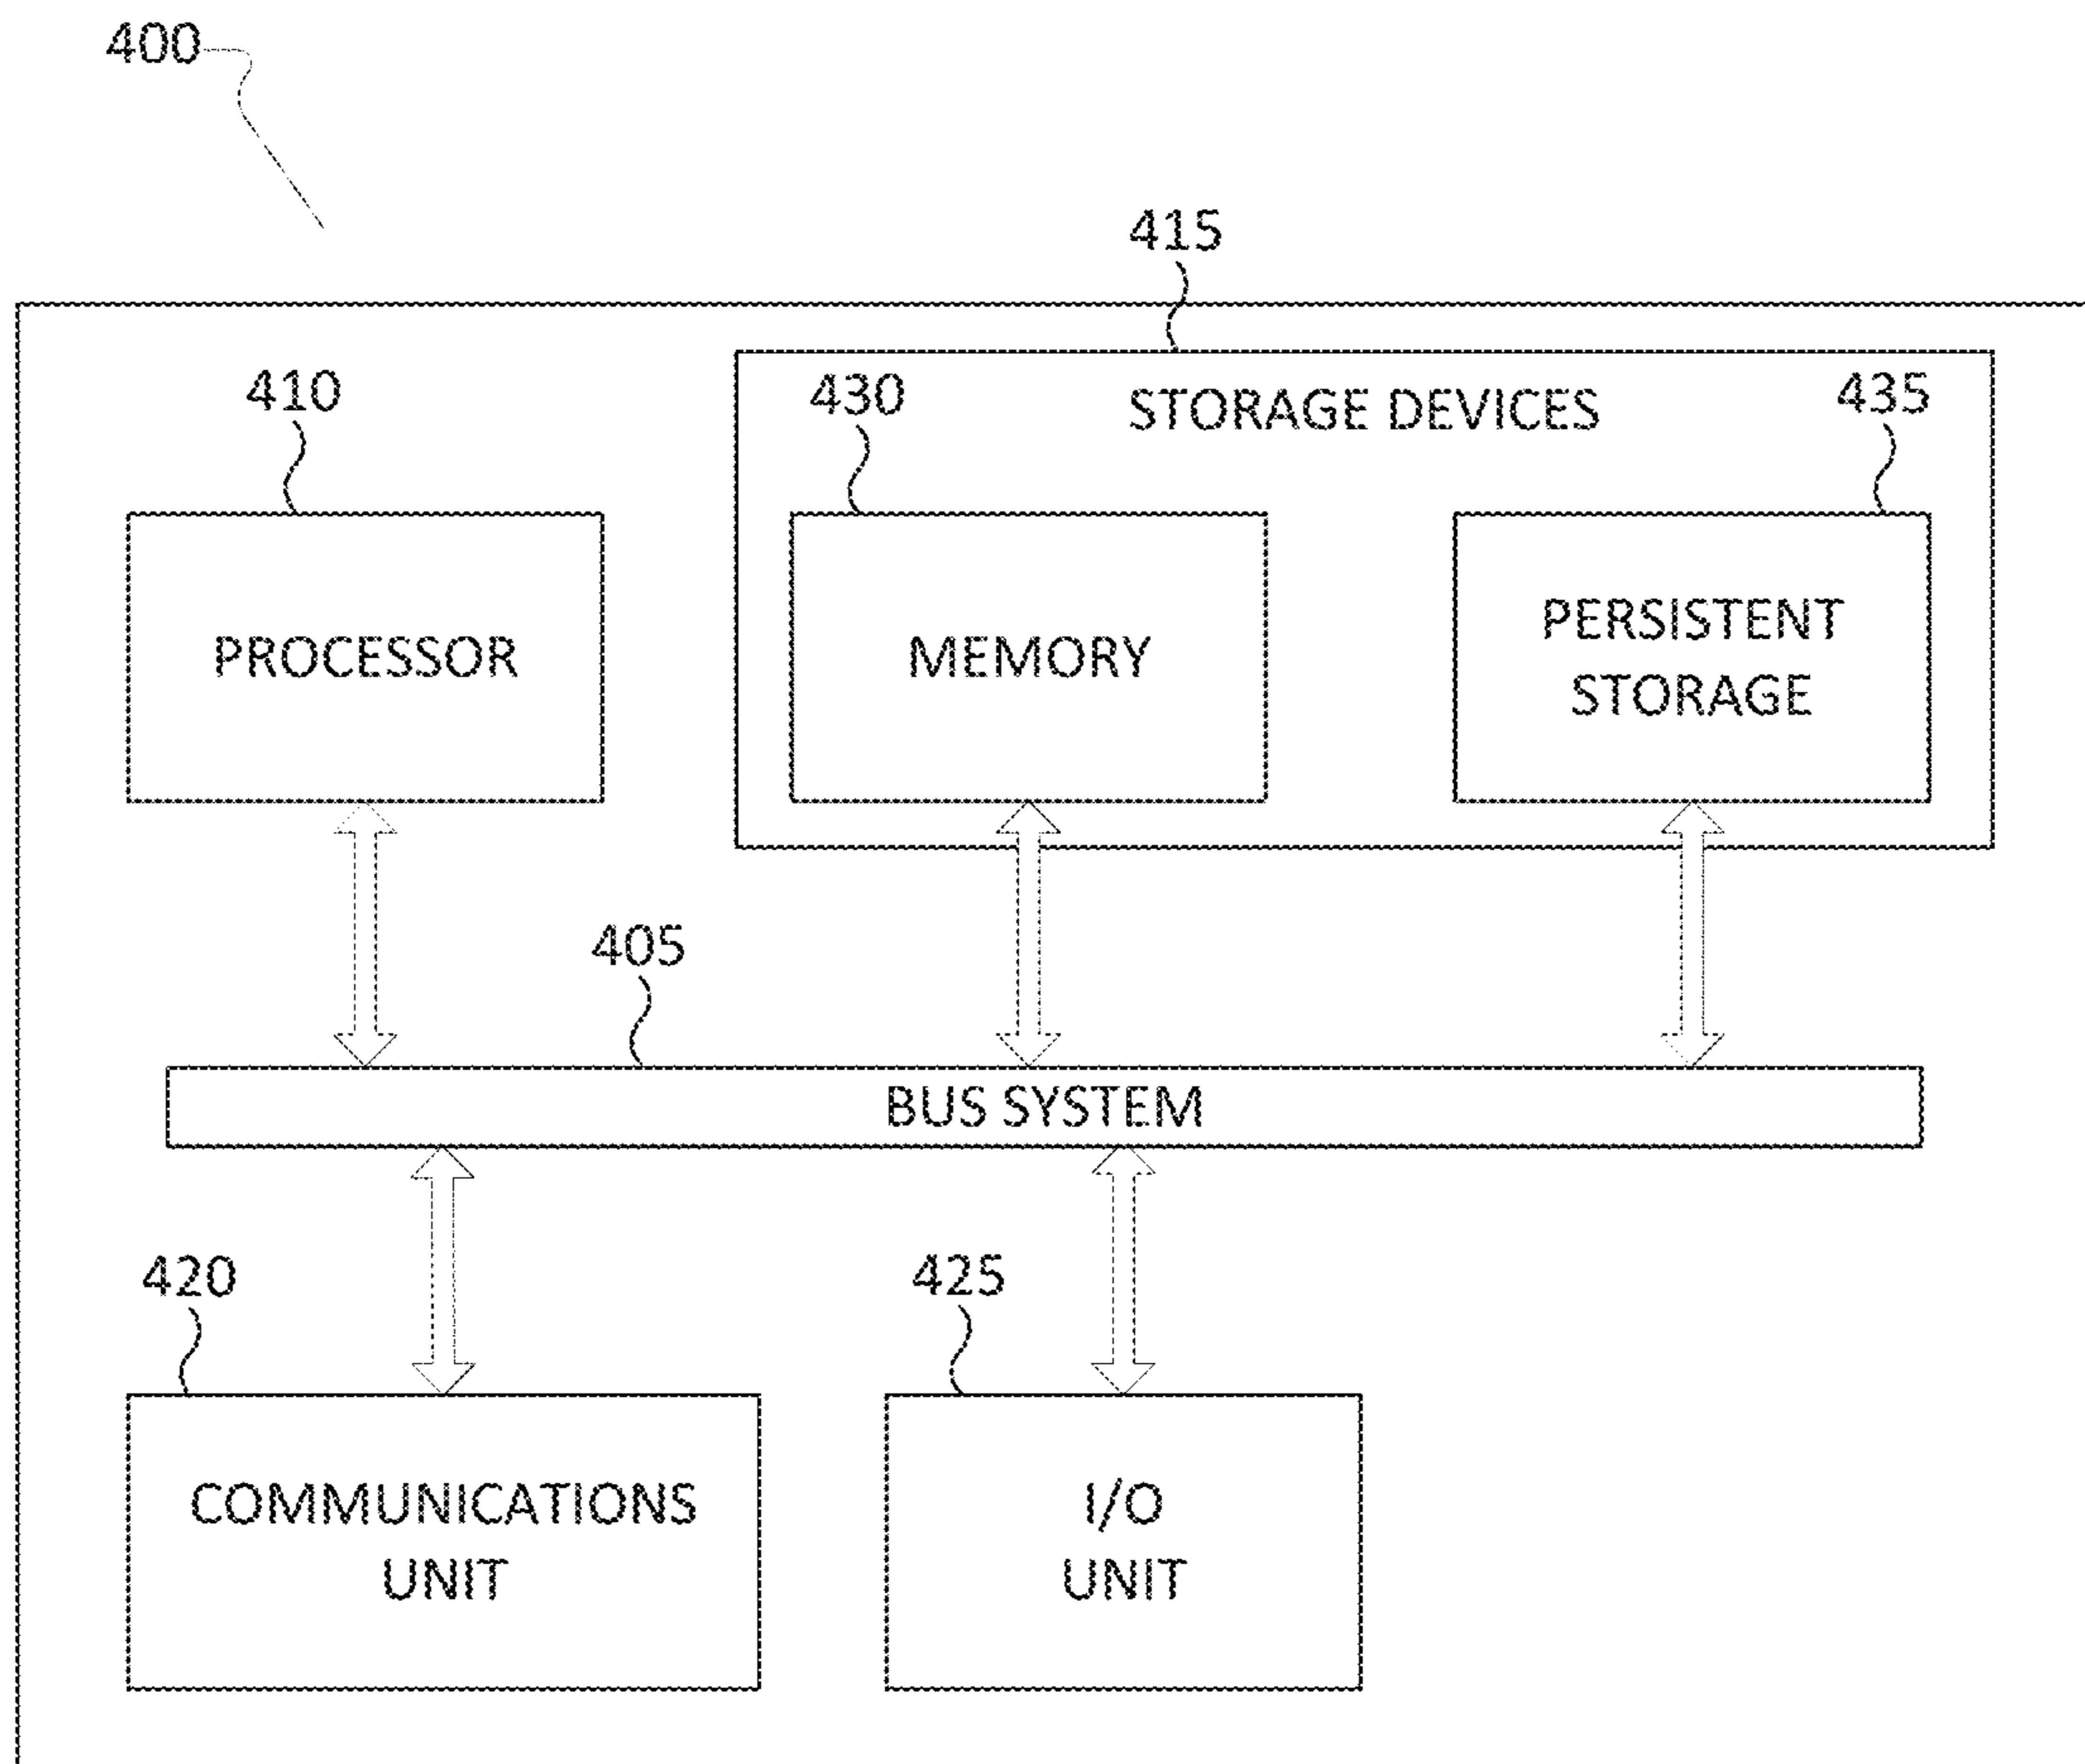 400
415
410
430
STORAGE DEVICES
435
PROCESSOR
MEMORY
PERSISTENT
STORAGE
405
BUS SYSTEM
420
425
COMMUNICATIONS
UNIT
I/O
UNIT